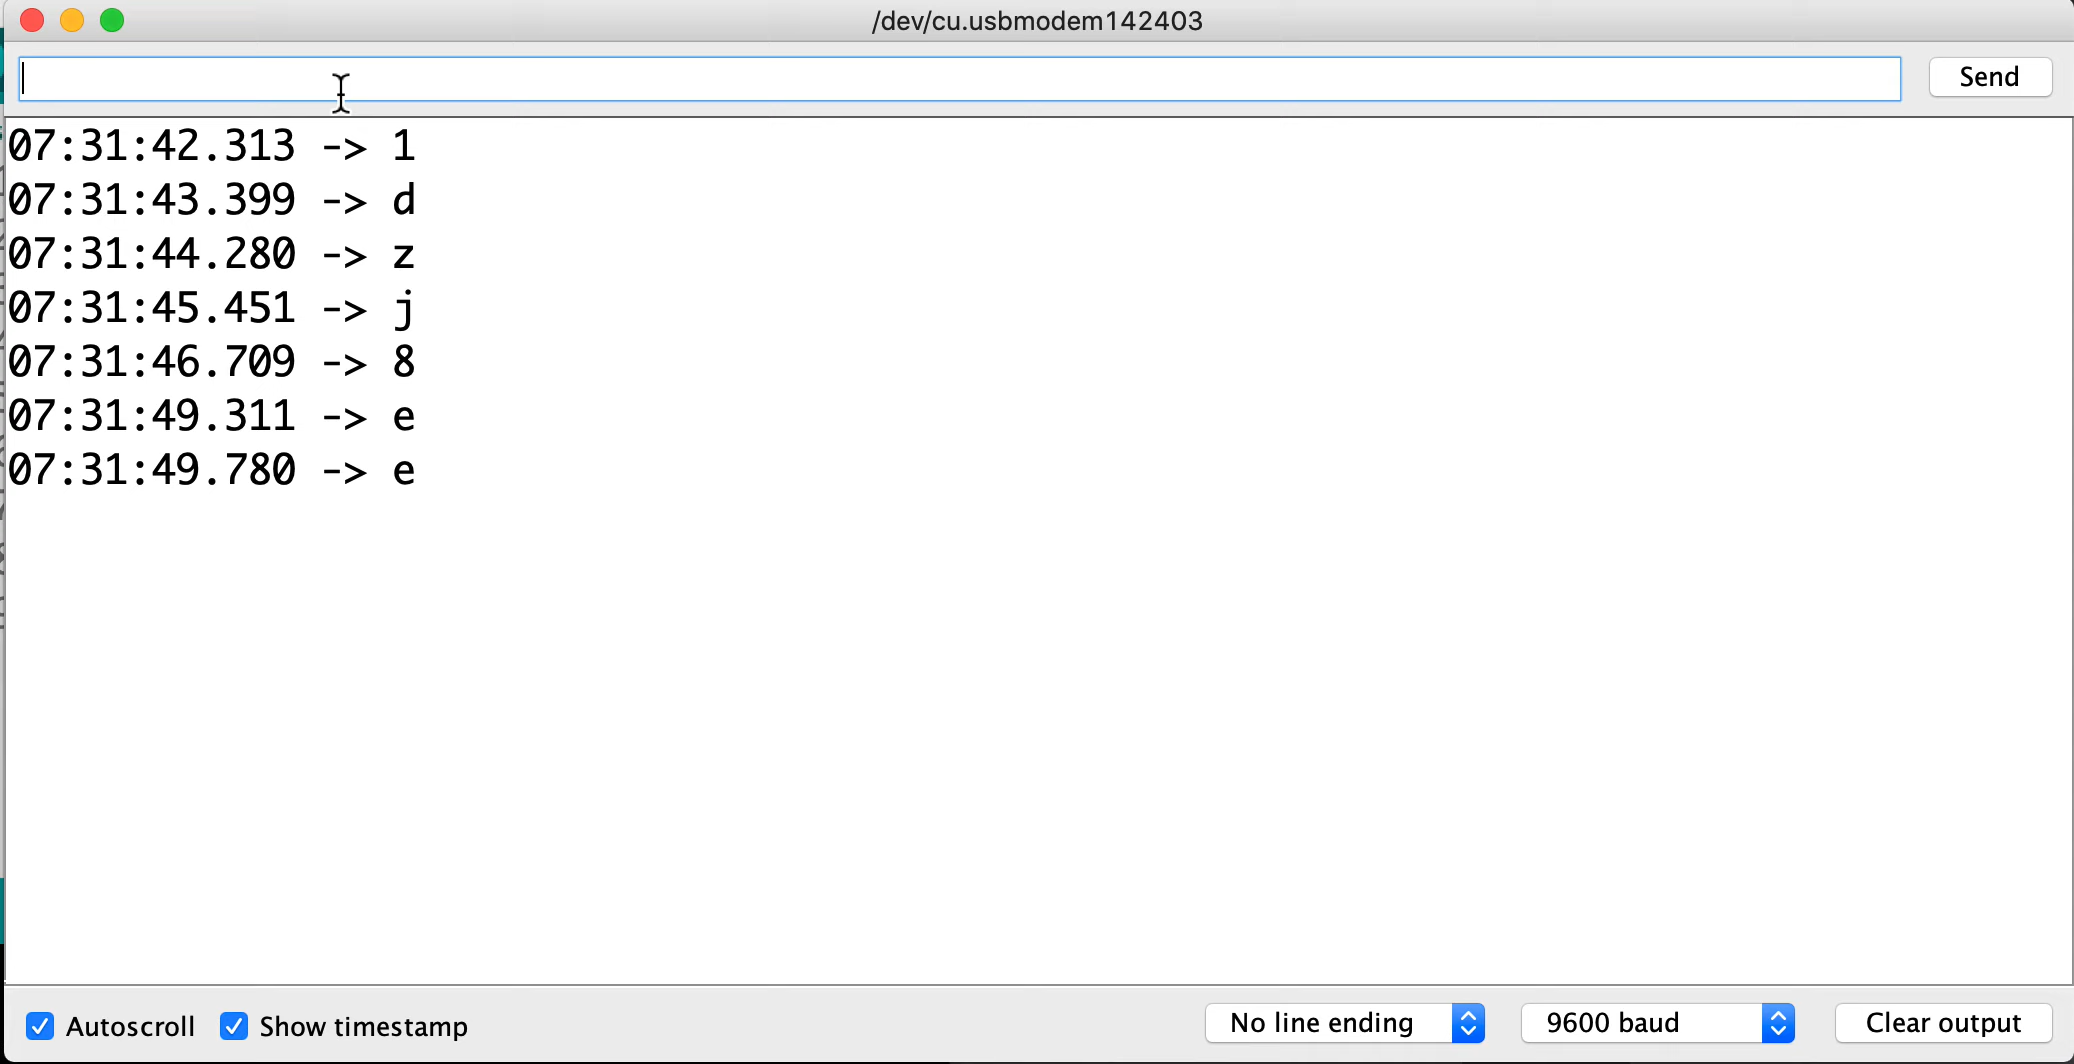 /dev/cu.usbmodem142403
Send
07:31:42.313 -> 1
07:31:43.399 -> d
07:31:44.280 -> z
07:31:45.451 -> j
07:31:46.709 -> 8
07:31:49.311 -> e
07:31:49.780 -> e
Autoscroll Show timestamp No line ending 9600 baud Clear output